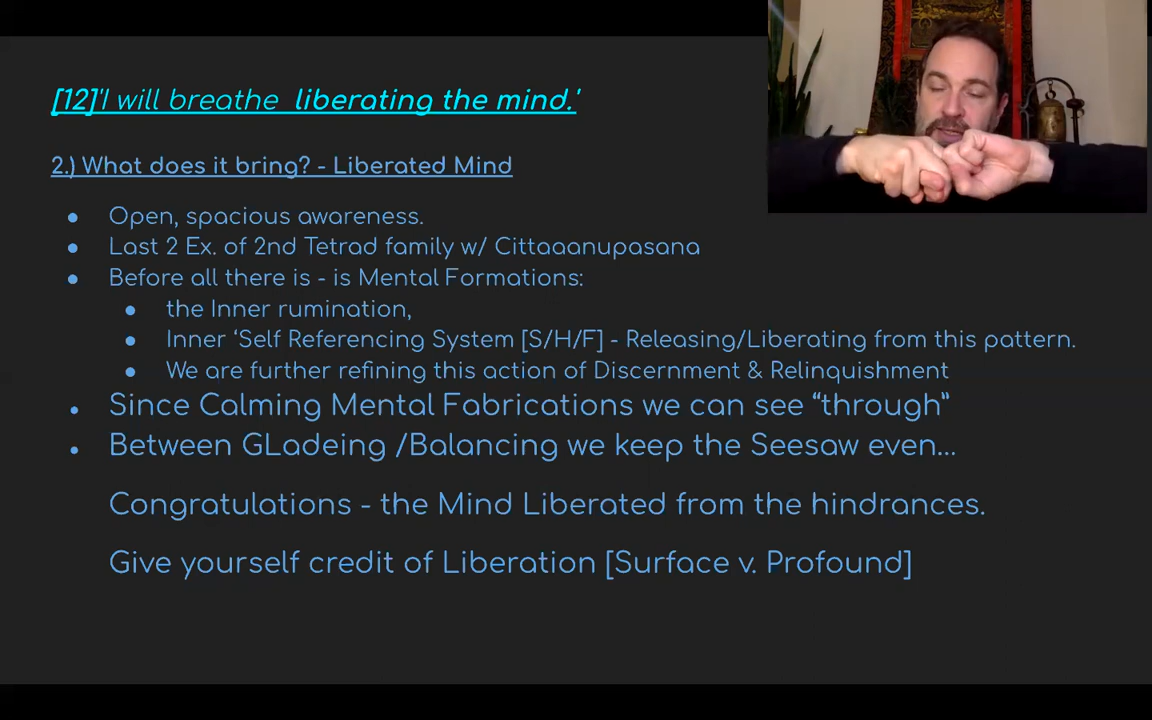 [12]'I will breathe liberating the mind.'
2.) What does it bring? - Liberated Mind
● Open, spacious awareness.
● Last 2 Ex. of 2nd Tetrad family w/ Cittaaanupasana
● Before all there is - is Mental Formations:
● the Inner rumination,
● Inner ‘Self Referencing System [S/H/F] - Releasing/Liberating from this pattern.
● We are further refining this action of Discernment & Relinquishment
● Since Calming Mental Fabrications we can see “through”
● Between GLadeing /Balancing we keep the Seesaw even...
Congratulations - the Mind Liberated from the hindrances.
Give yourself credit of Liberation [Surface v. Profound]